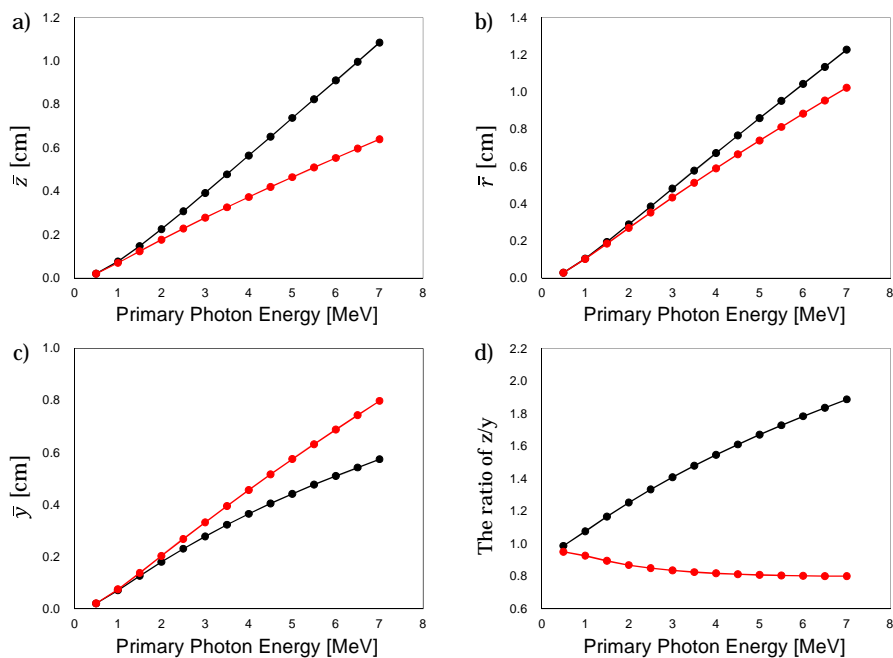 a)
1.2
1.0
0.8
0.6
0.4
0.2
0.0
z̄ [cm]
0 1 2 3 4 5 6 7 8
Primary Photon Energy [MeV]
b)
1.4
1.2
1.0
0.8
0.6
0.4
0.2
0.0
r̄ [cm]
0 1 2 3 4 5 6 7 8
Primary Photon Energy [MeV]
c)
1.0
0.8
0.6
0.4
0.2
0.0
ȳ [cm]
0 1 2 3 4 5 6 7 8
Primary Photon Energy [MeV]
d)
2.2
2.0
1.8
1.6
1.4
1.2
1.0
0.8
0.6
The ratio of z/y
0 1 2 3 4 5 6 7 8
Primary Photon Energy [MeV]